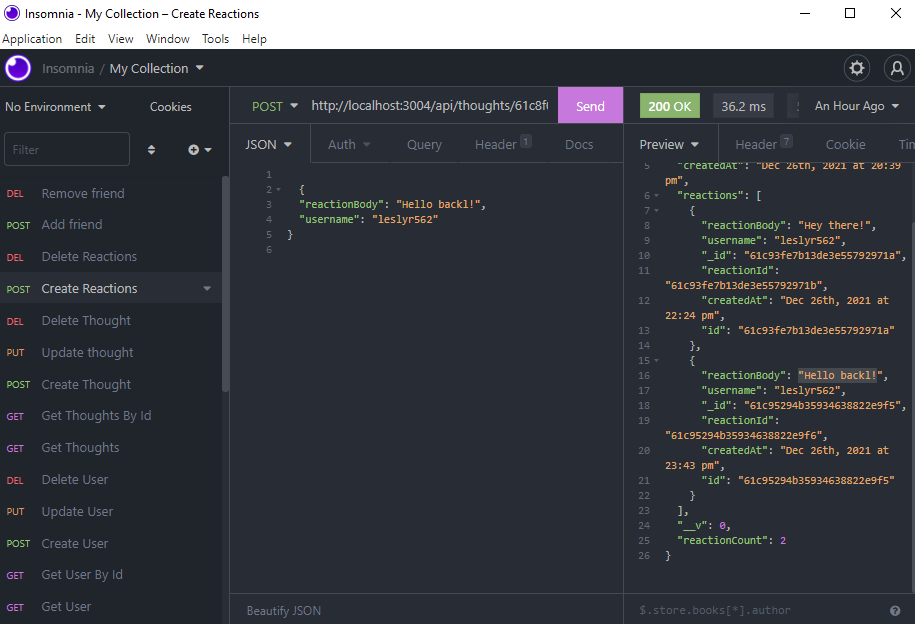 Insomnia - My Collection – Create Reactions
Application Edit View Window Tools Help
Insomnia / My Collection
No Environment Cookies
Filter
DEL Remove friend
POST Add friend
DEL Delete Reactions
POST Create Reactions
DEL Delete Thought
PUT Update thought
POST Create Thought
GET Get Thoughts By Id
GET Get Thoughts
DEL Delete User
PUT Update User
POST Create User
GET Get User By Id
GET Get User
POST http://localhost:3004/api/thoughts/61c8f Send
JSON Auth Query Header 1 Docs
1
2 {
3 "reactionBody": "Hello backl!",
4 "username": "leslyr562"
5 }
6
Beautify JSON
200 OK 36.2 ms An Hour Ago
Preview Header 7 Cookie Tin
5 "createdAt": "Dec 26th, 2021 at 20:39
pm",
6 "reactions": [
7 {
8 "reactionBody": "Hey there!",
9 "username": "leslyr562",
10 "_id": "61c93fe7b13de3e55792971a",
11 "reactionId":
"61c93fe7b13de3e55792971b",
12 "createdAt": "Dec 26th, 2021 at
22:24 pm",
13 "id": "61c93fe7b13de3e55792971a"
14 },
15 {
16 "reactionBody": "Hello backl!",
17 "username": "leslyr562",
18 "_id": "61c95294b35934638822e9f5",
19 "reactionId":
"61c95294b35934638822e9f6",
20 "createdAt": "Dec 26th, 2021 at
23:43 pm",
21 "id": "61c95294b35934638822e9f5"
22 }
23 ],
24 "__v": 0,
25 "reactionCount": 2
26 }
$.store.books[*].author